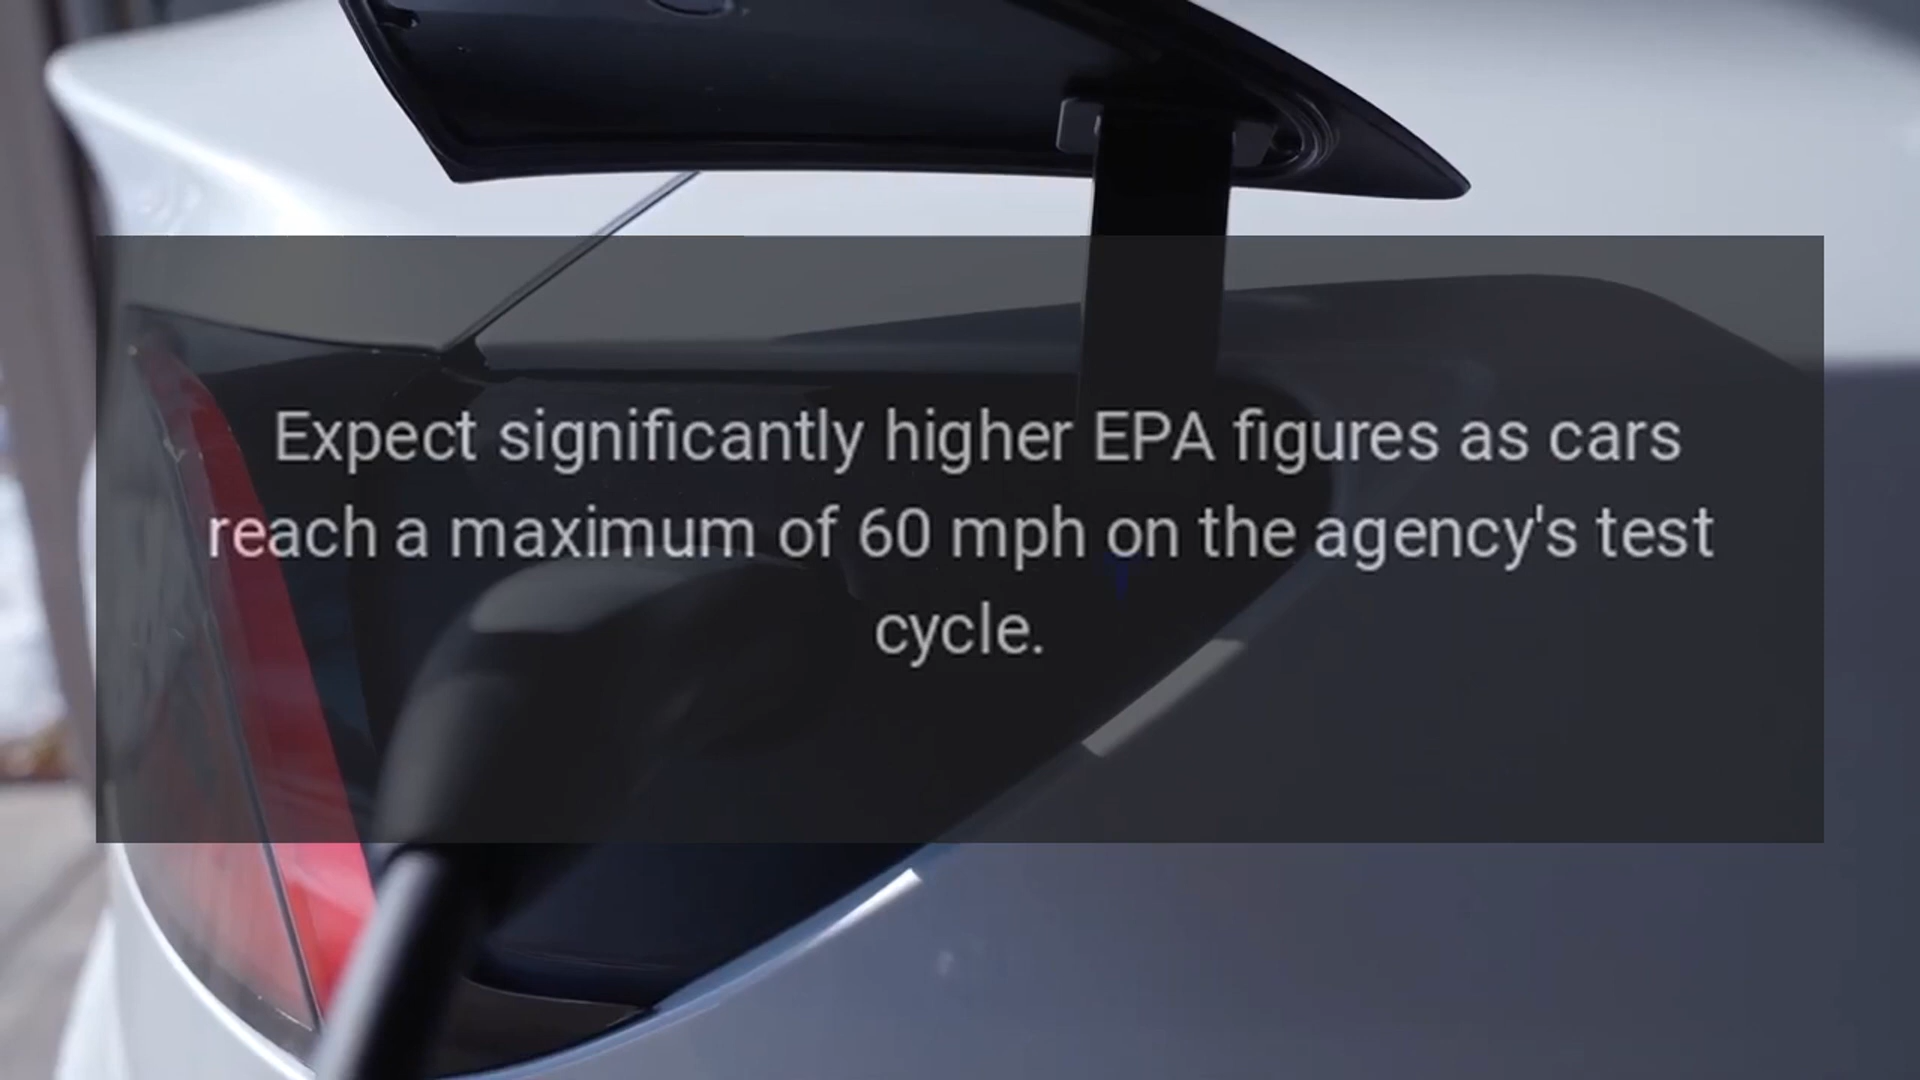 Expect significantly higher EPA figures as cars
reach a maximum of 60 mph on the agency's test
cycle.